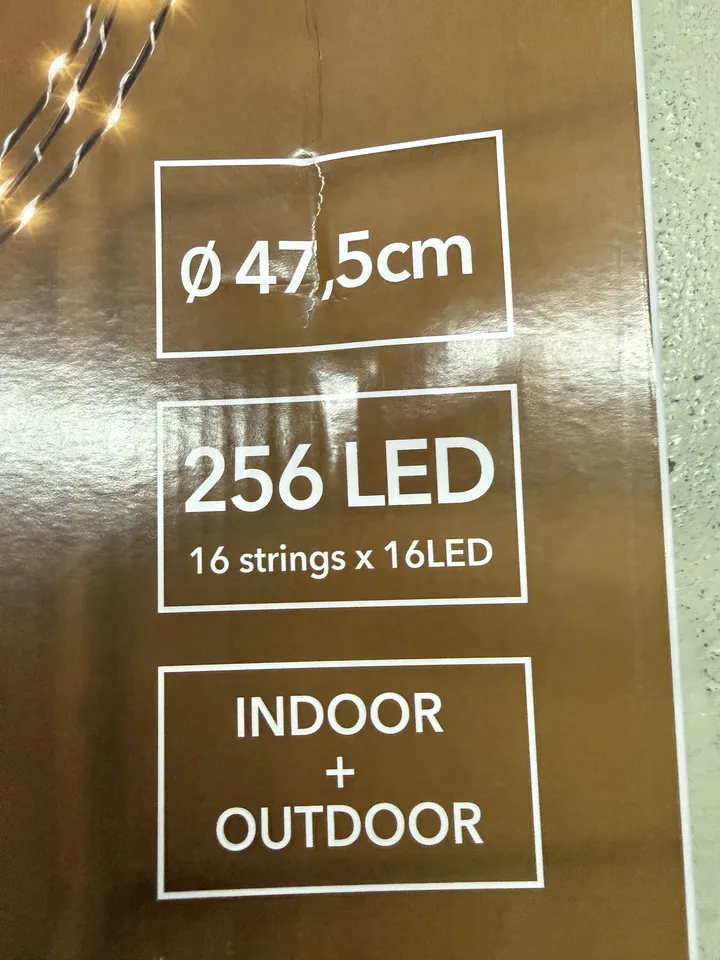 Ø 47,5cm
256 LED
16 strings x 16LED
INDOOR
+
OUTDOOR